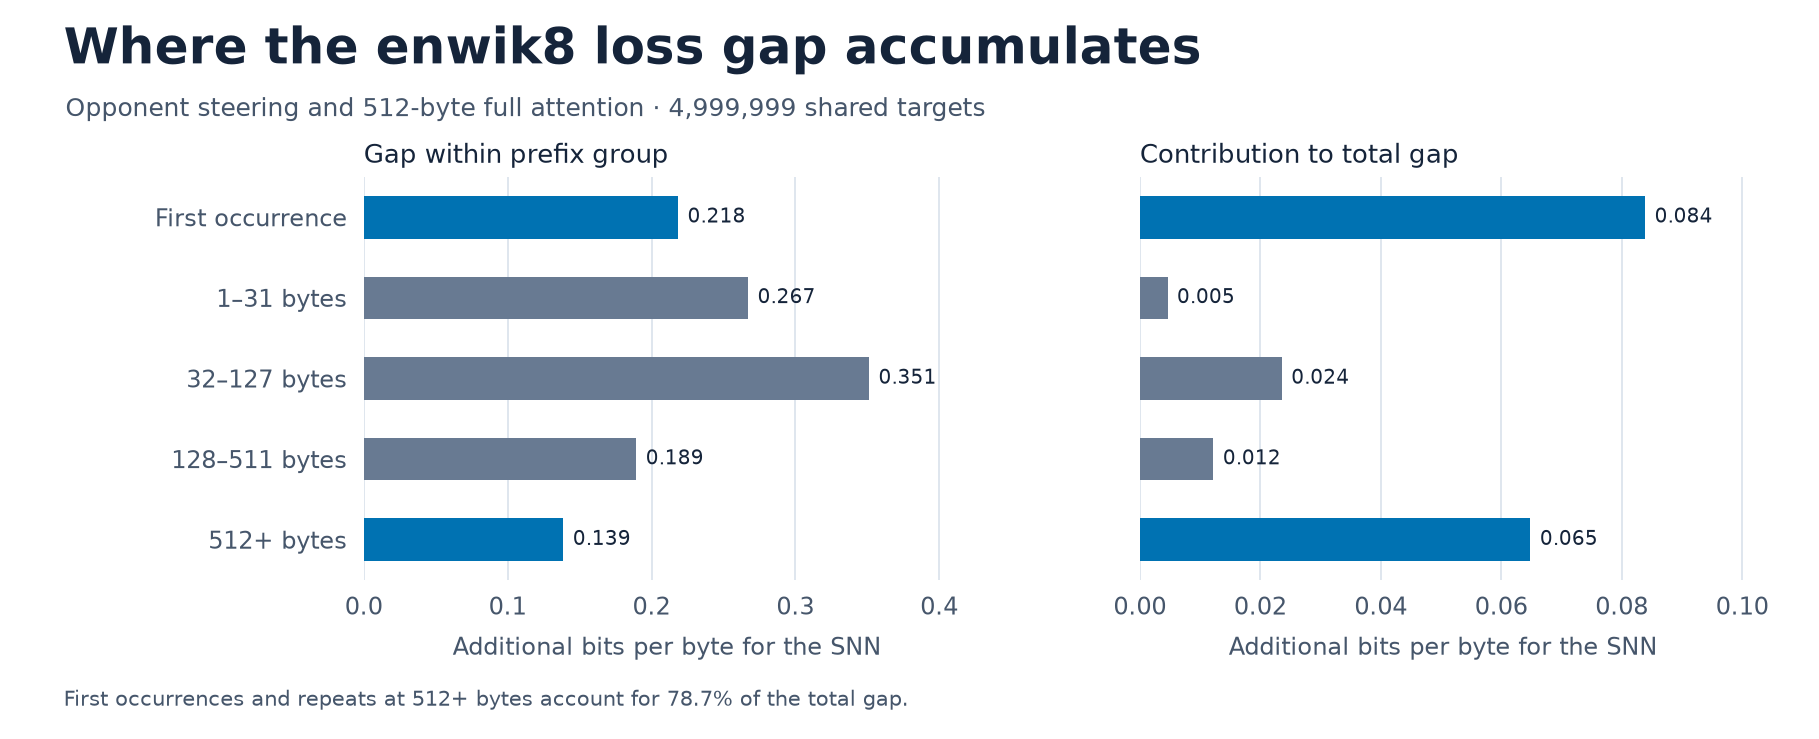 Where the enwik8 loss gap accumulates
Opponent steering and 512-byte full attention · 4,999,999 shared targets
Gap within prefix group
First occurrence 0.218
1–31 bytes 0.267
32–127 bytes 0.351
128–511 bytes 0.189
512+ bytes 0.139
0.0 0.1 0.2 0.3 0.4
Additional bits per byte for the SNN
Contribution to total gap
0.084
0.005
0.024
0.012
0.065
0.00 0.02 0.04 0.06 0.08 0.10
Additional bits per byte for the SNN
First occurrences and repeats at 512+ bytes account for 78.7% of the total gap.